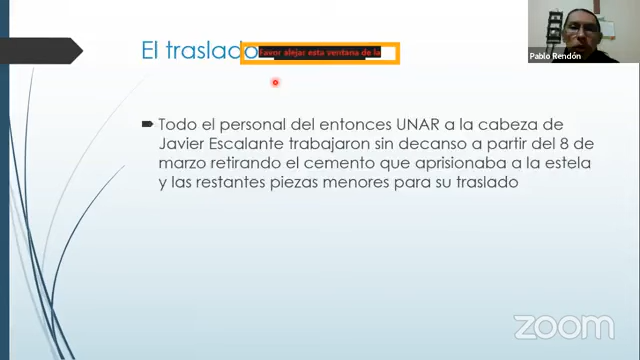 El traslado
Favor alejar esta ventana de la
Pablo Rendón
Todo el personal del entonces UNAR a la cabeza de
Javier Escalante trabajaron sin decanso a partir del 8 de
marzo retirando el cemento que aprisionaba a la estela
y las restantes piezas menores para su traslado
zoom